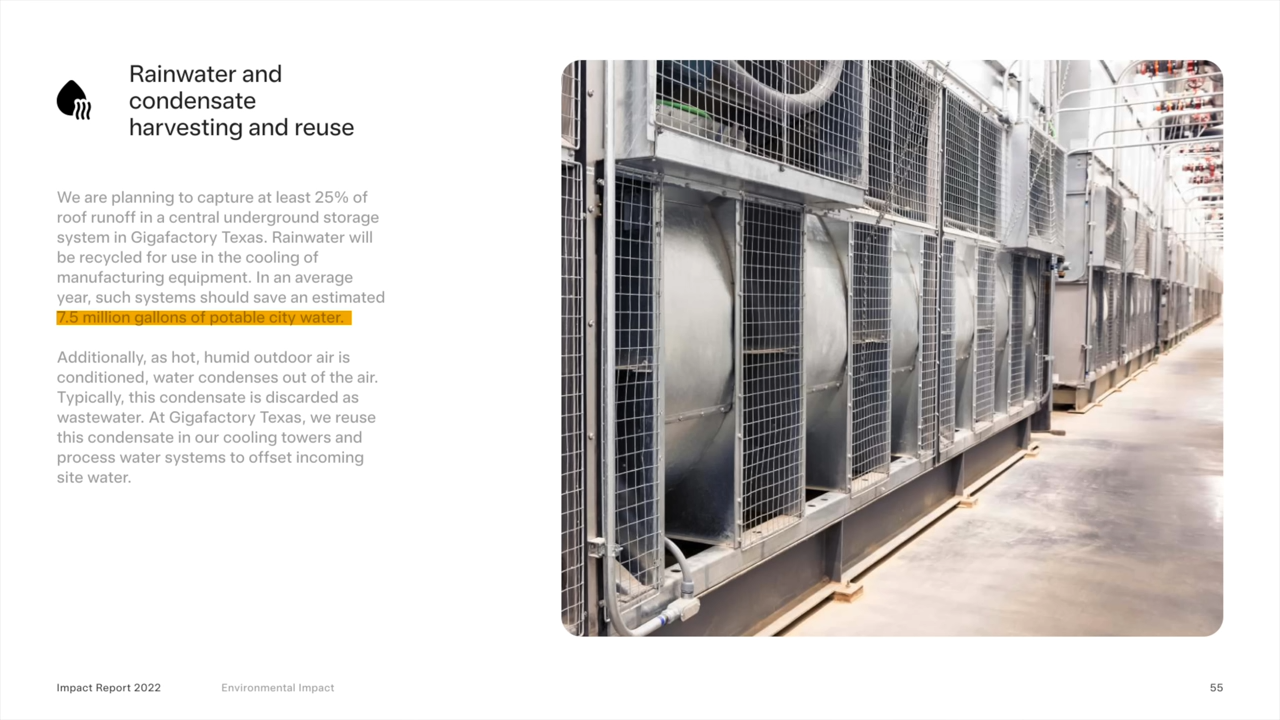 Rainwater and
condensate
harvesting and reuse
We are planning to capture at least 25% of
roof runoff in a central underground storage
system in Gigafactory Texas. Rainwater will
be recycled for use in the cooling of
manufacturing equipment. In an average
year, such systems should save an estimated
7.5 million gallons of potable city water.
Additionally, as hot, humid outdoor air is
conditioned, water condenses out of the air.
Typically, this condensate is discarded as
wastewater. At Gigafactory Texas, we reuse
this condensate in our cooling towers and
process water systems to offset incoming
site water.
Impact Report 2022
Environmental Impact
55